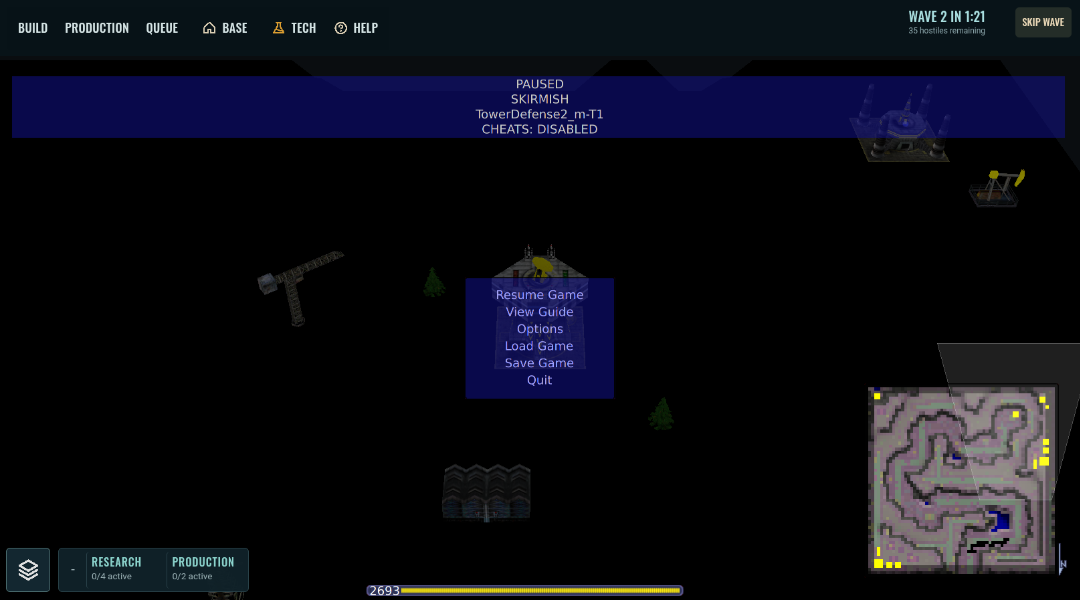 BUILD PRODUCTION QUEUE BASE TECH HELP
WAVE 2 IN 1:21
35 hostiles remaining
SKIP WAVE
PAUSED
SKIRMISH
TowerDefense2_m-T1
CHEATS: DISABLED
Resume Game
View Guide
Options
Load Game
Save Game
Quit
N
- RESEARCH PRODUCTION
0/4 active 0/2 active
2693